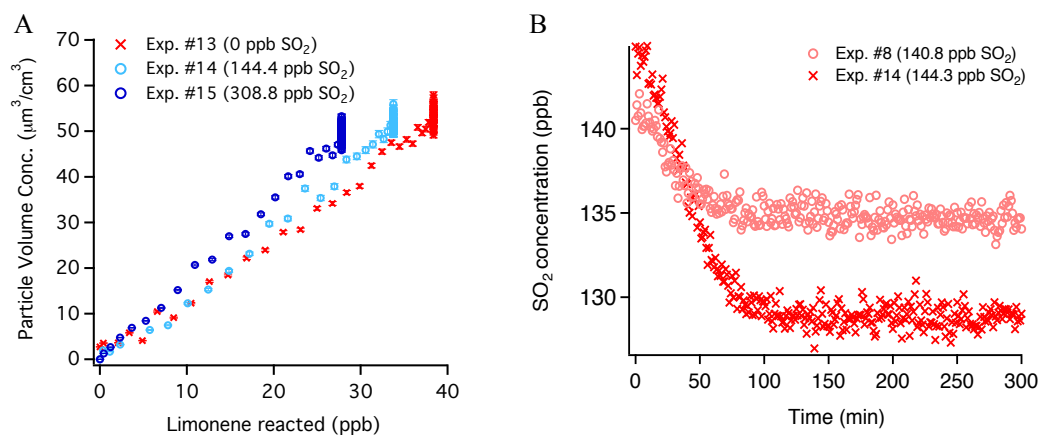 A
Particle Volume Conc. (µm³/cm³)
70
60
50
40
30
20
10
0
Exp. #13 (0 ppb SO₂)
Exp. #14 (144.4 ppb SO₂)
Exp. #15 (308.8 ppb SO₂)
0 10 20 30 40
Limonene reacted (ppb)
B
SO₂ concentration (ppb)
140
135
130
Exp. #8 (140.8 ppb SO₂)
Exp. #14 (144.3 ppb SO₂)
0 50 100 150 200 250 300
Time (min)